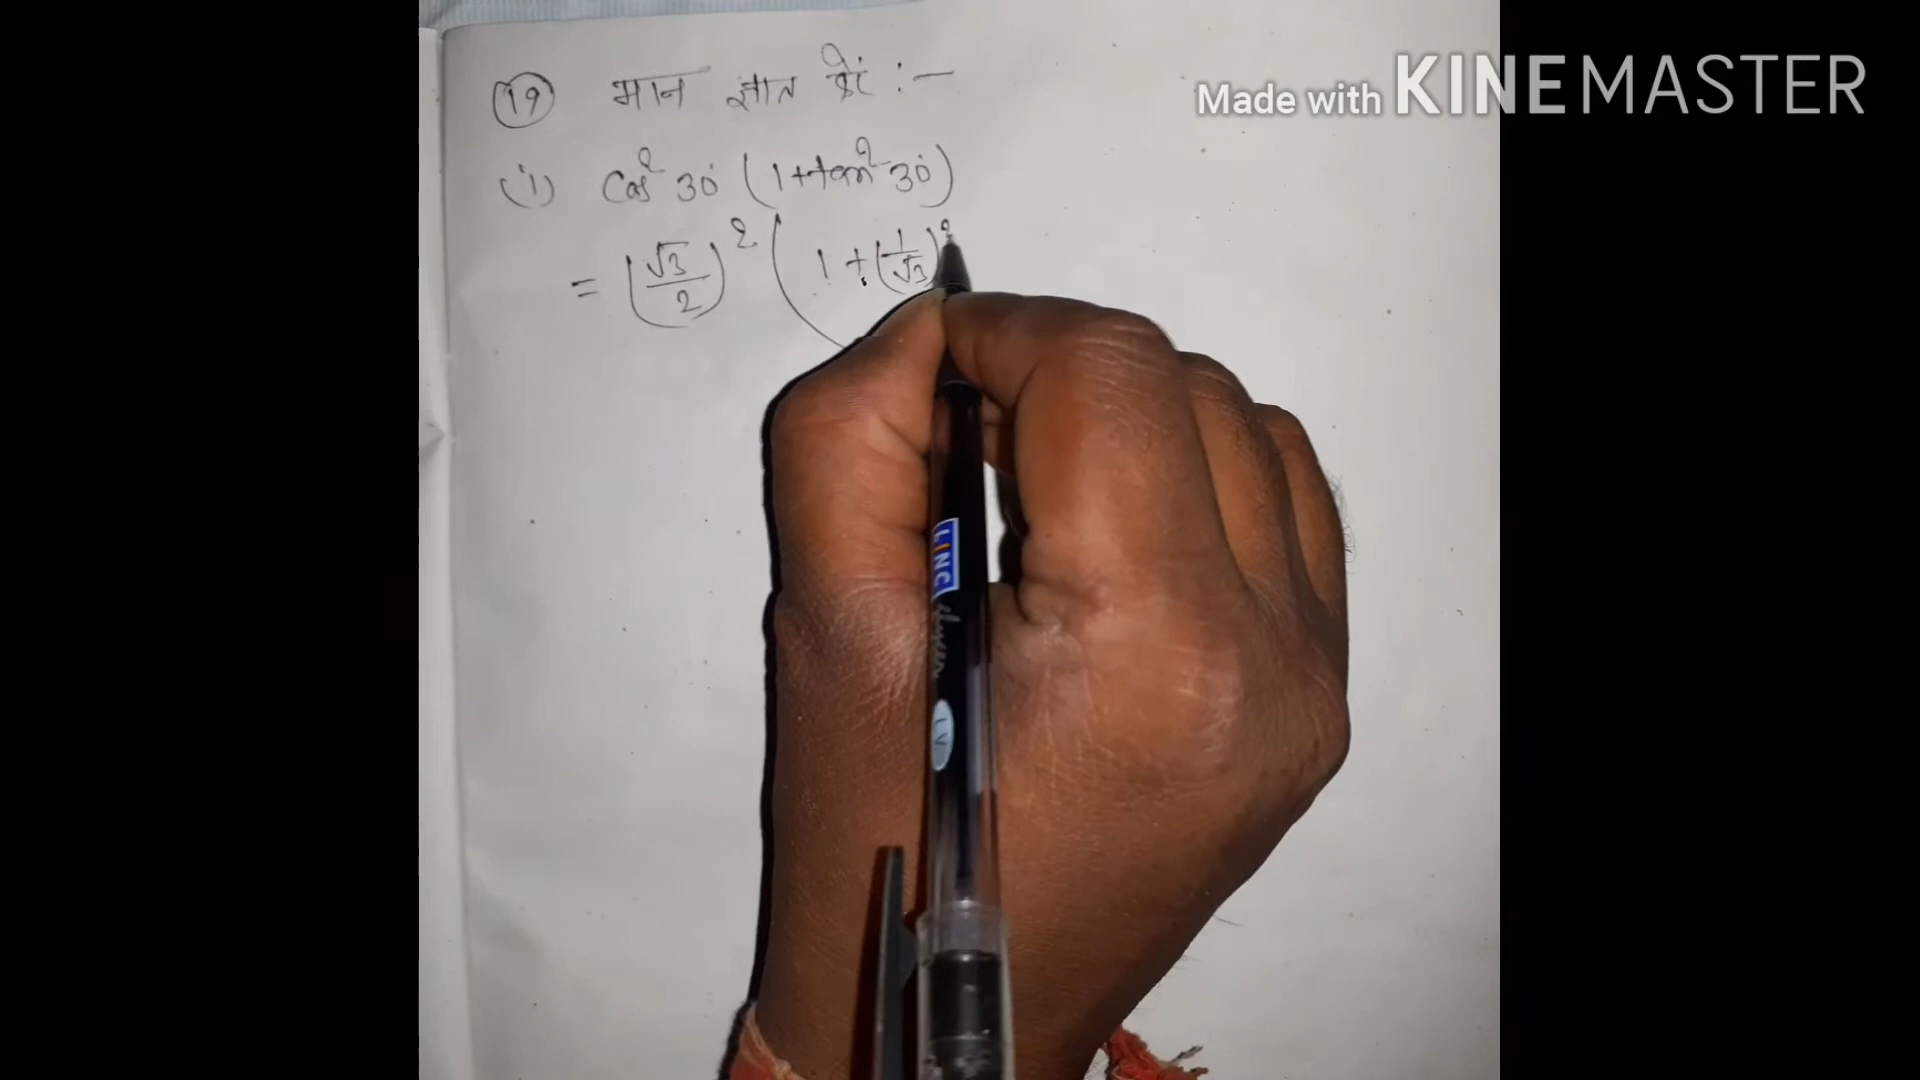 Made with KINEMASTER
(19) मान ज्ञात करें :-
(i) Cos² 30° (1+tan² 30°)
= (√3/2)² ( 1 + (1/√3)²
LINC